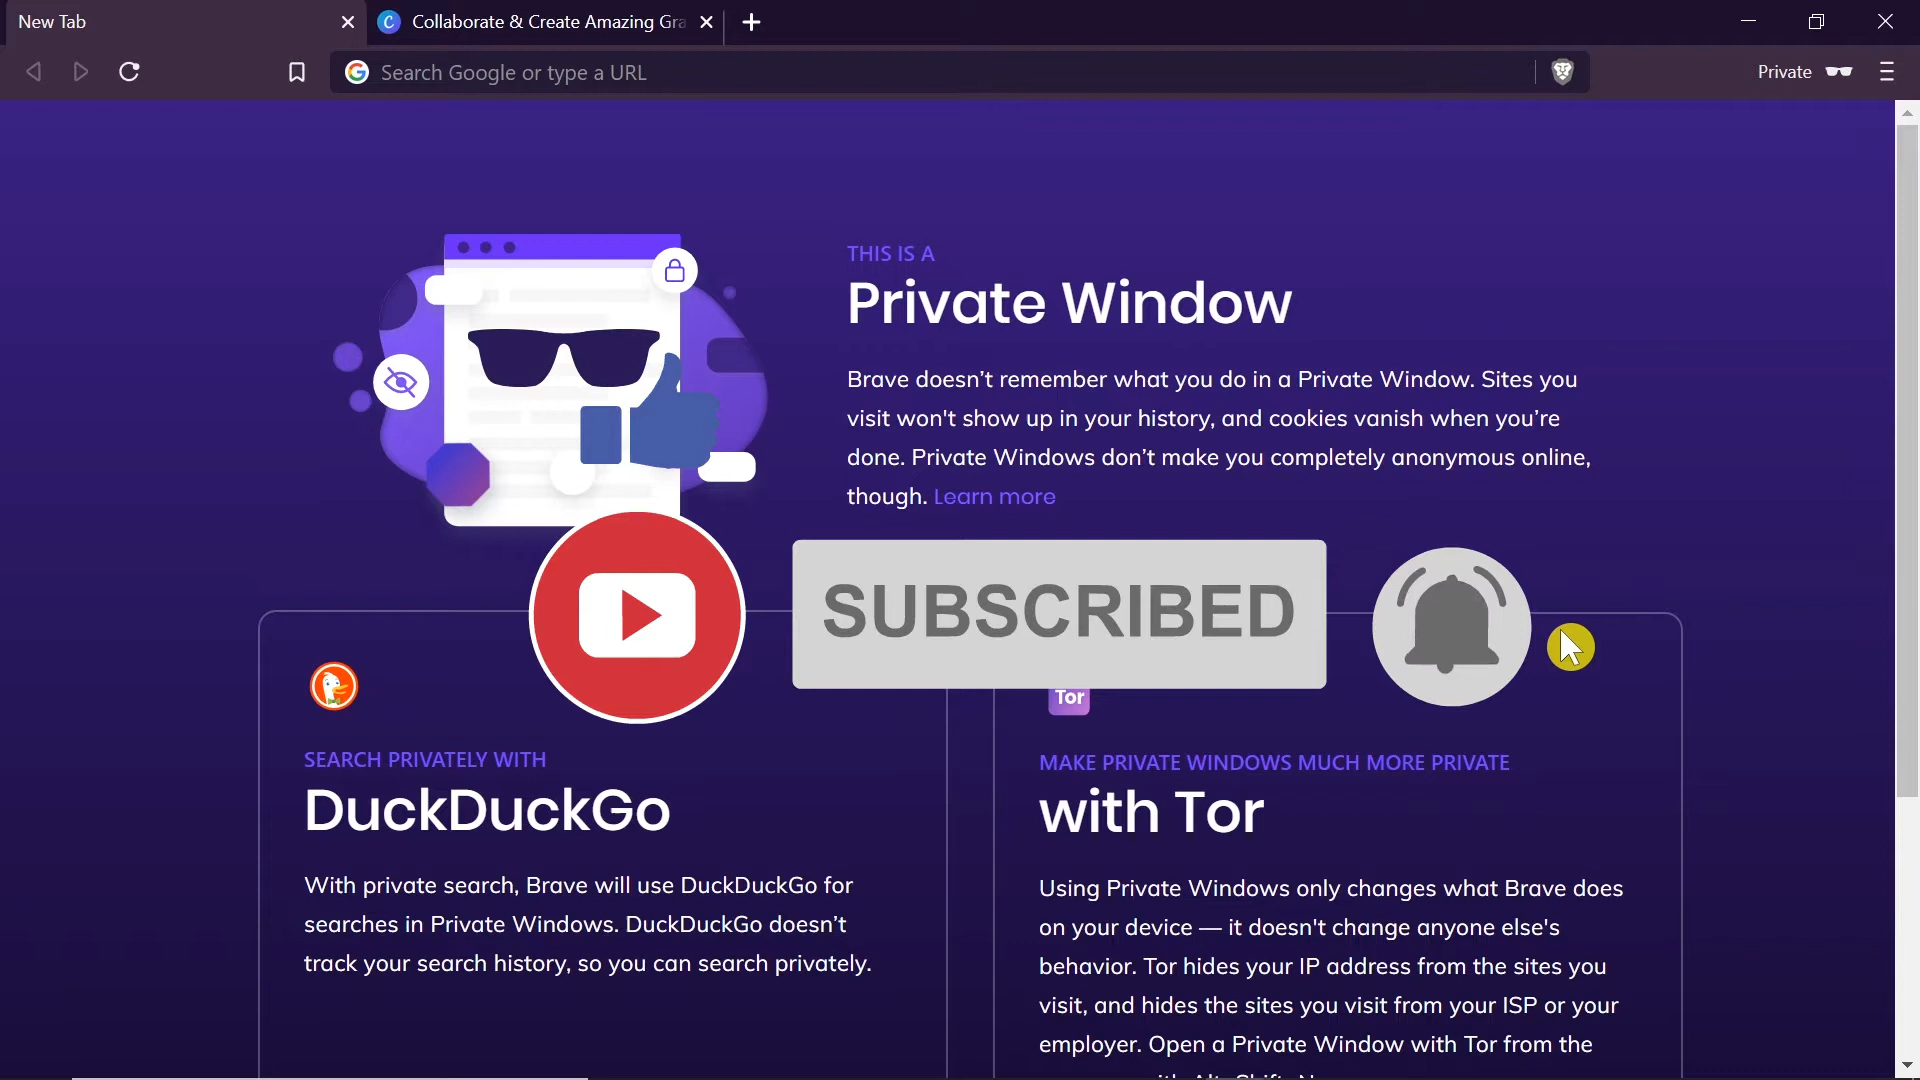 New Tab
Collaborate & Create Amazing Gra
Search Google or type a URL
Private
THIS IS A
Private Window
Brave doesn’t remember what you do in a Private Window. Sites you
visit won't show up in your history, and cookies vanish when you’re
done. Private Windows don’t make you completely anonymous online,
though. Learn more
SUBSCRIBED
Tor
SEARCH PRIVATELY WITH
DuckDuckGo
With private search, Brave will use DuckDuckGo for
searches in Private Windows. DuckDuckGo doesn’t
track your search history, so you can search privately.
MAKE PRIVATE WINDOWS MUCH MORE PRIVATE
with Tor
Using Private Windows only changes what Brave does
on your device — it doesn't change anyone else's
behavior. Tor hides your IP address from the sites you
visit, and hides the sites you visit from your ISP or your
employer. Open a Private Window with Tor from the